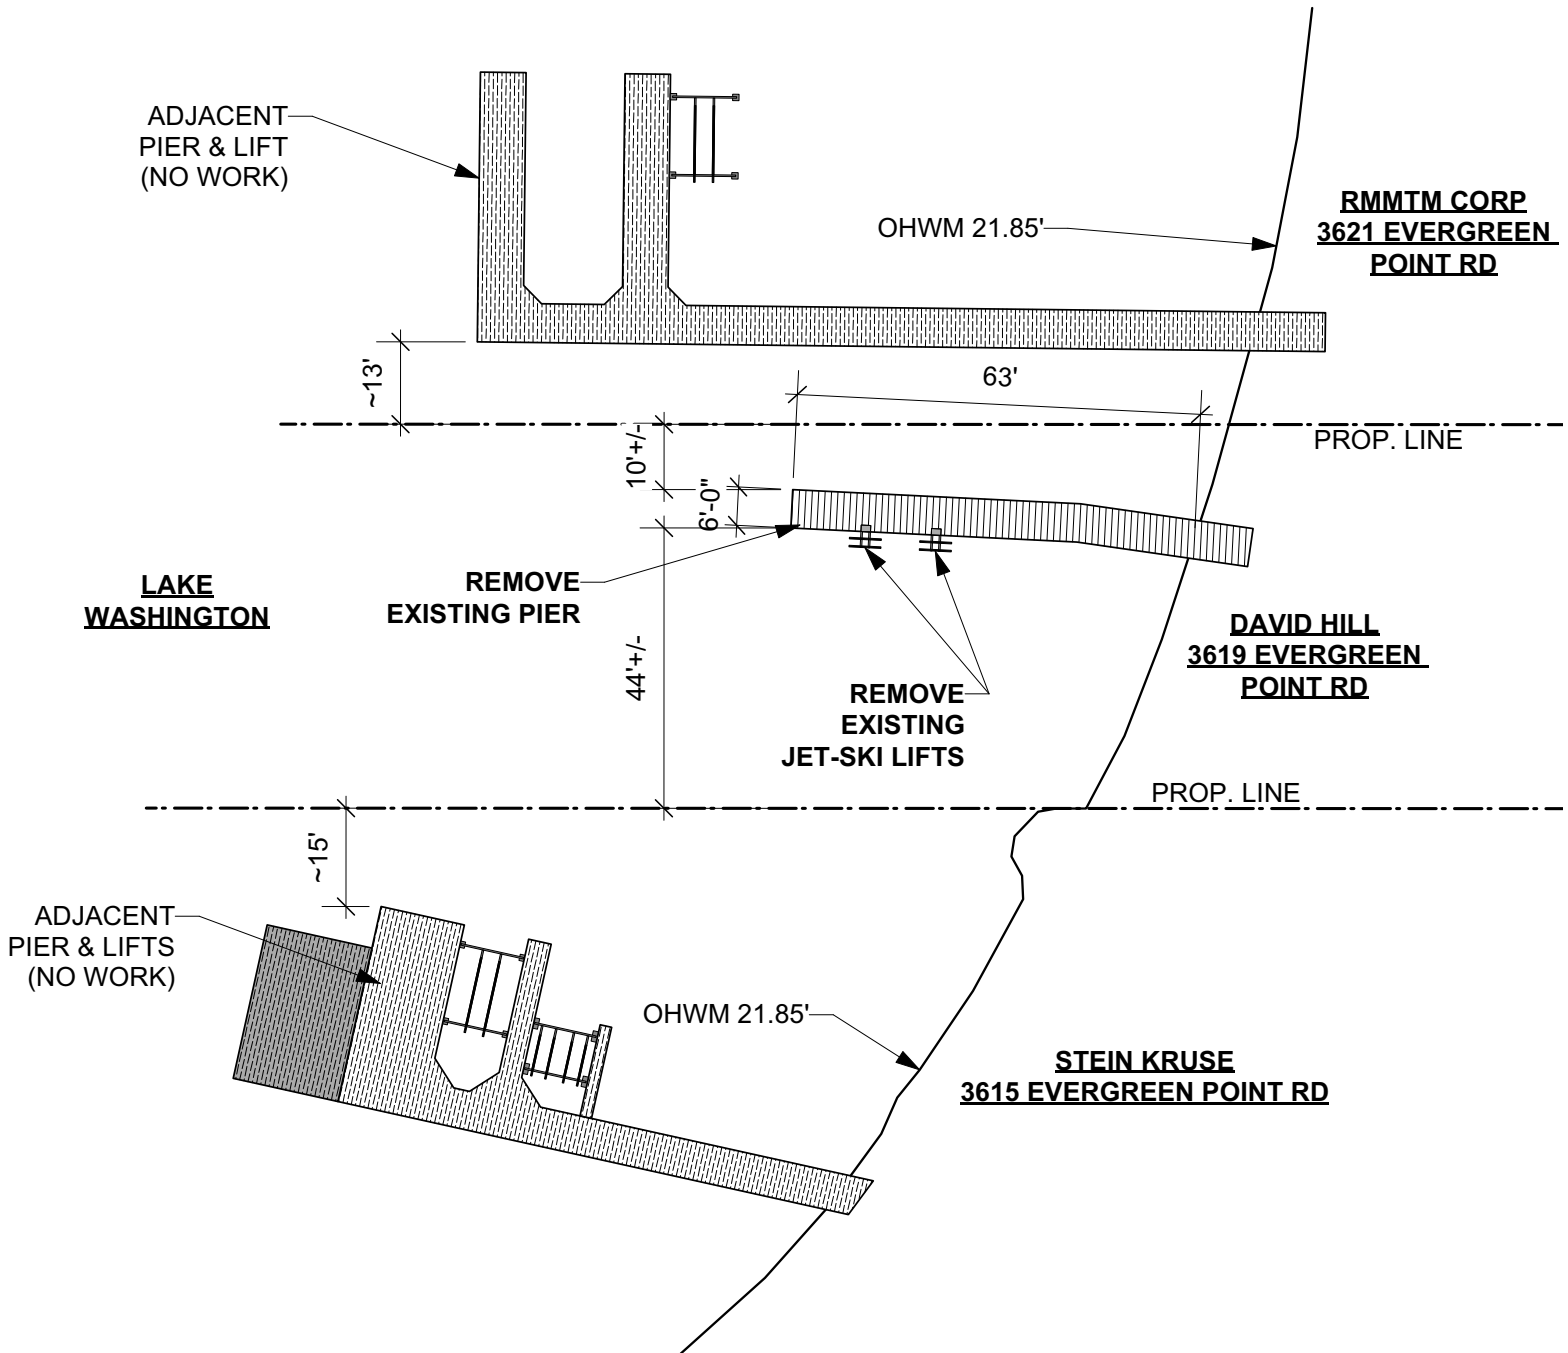 ADJACENT
PIER & LIFT
(NO WORK)
OHWM 21.85'
RMMTM CORP
3621 EVERGREEN
POINT RD
~13'
63'
PROP. LINE
10'+/-
6'-0"
LAKE
WASHINGTON
REMOVE
EXISTING PIER
44'+/-
REMOVE
EXISTING
JET-SKI LIFTS
DAVID HILL
3619 EVERGREEN
POINT RD
PROP. LINE
~15'
ADJACENT
PIER & LIFTS
(NO WORK)
OHWM 21.85'
STEIN KRUSE
3615 EVERGREEN POINT RD